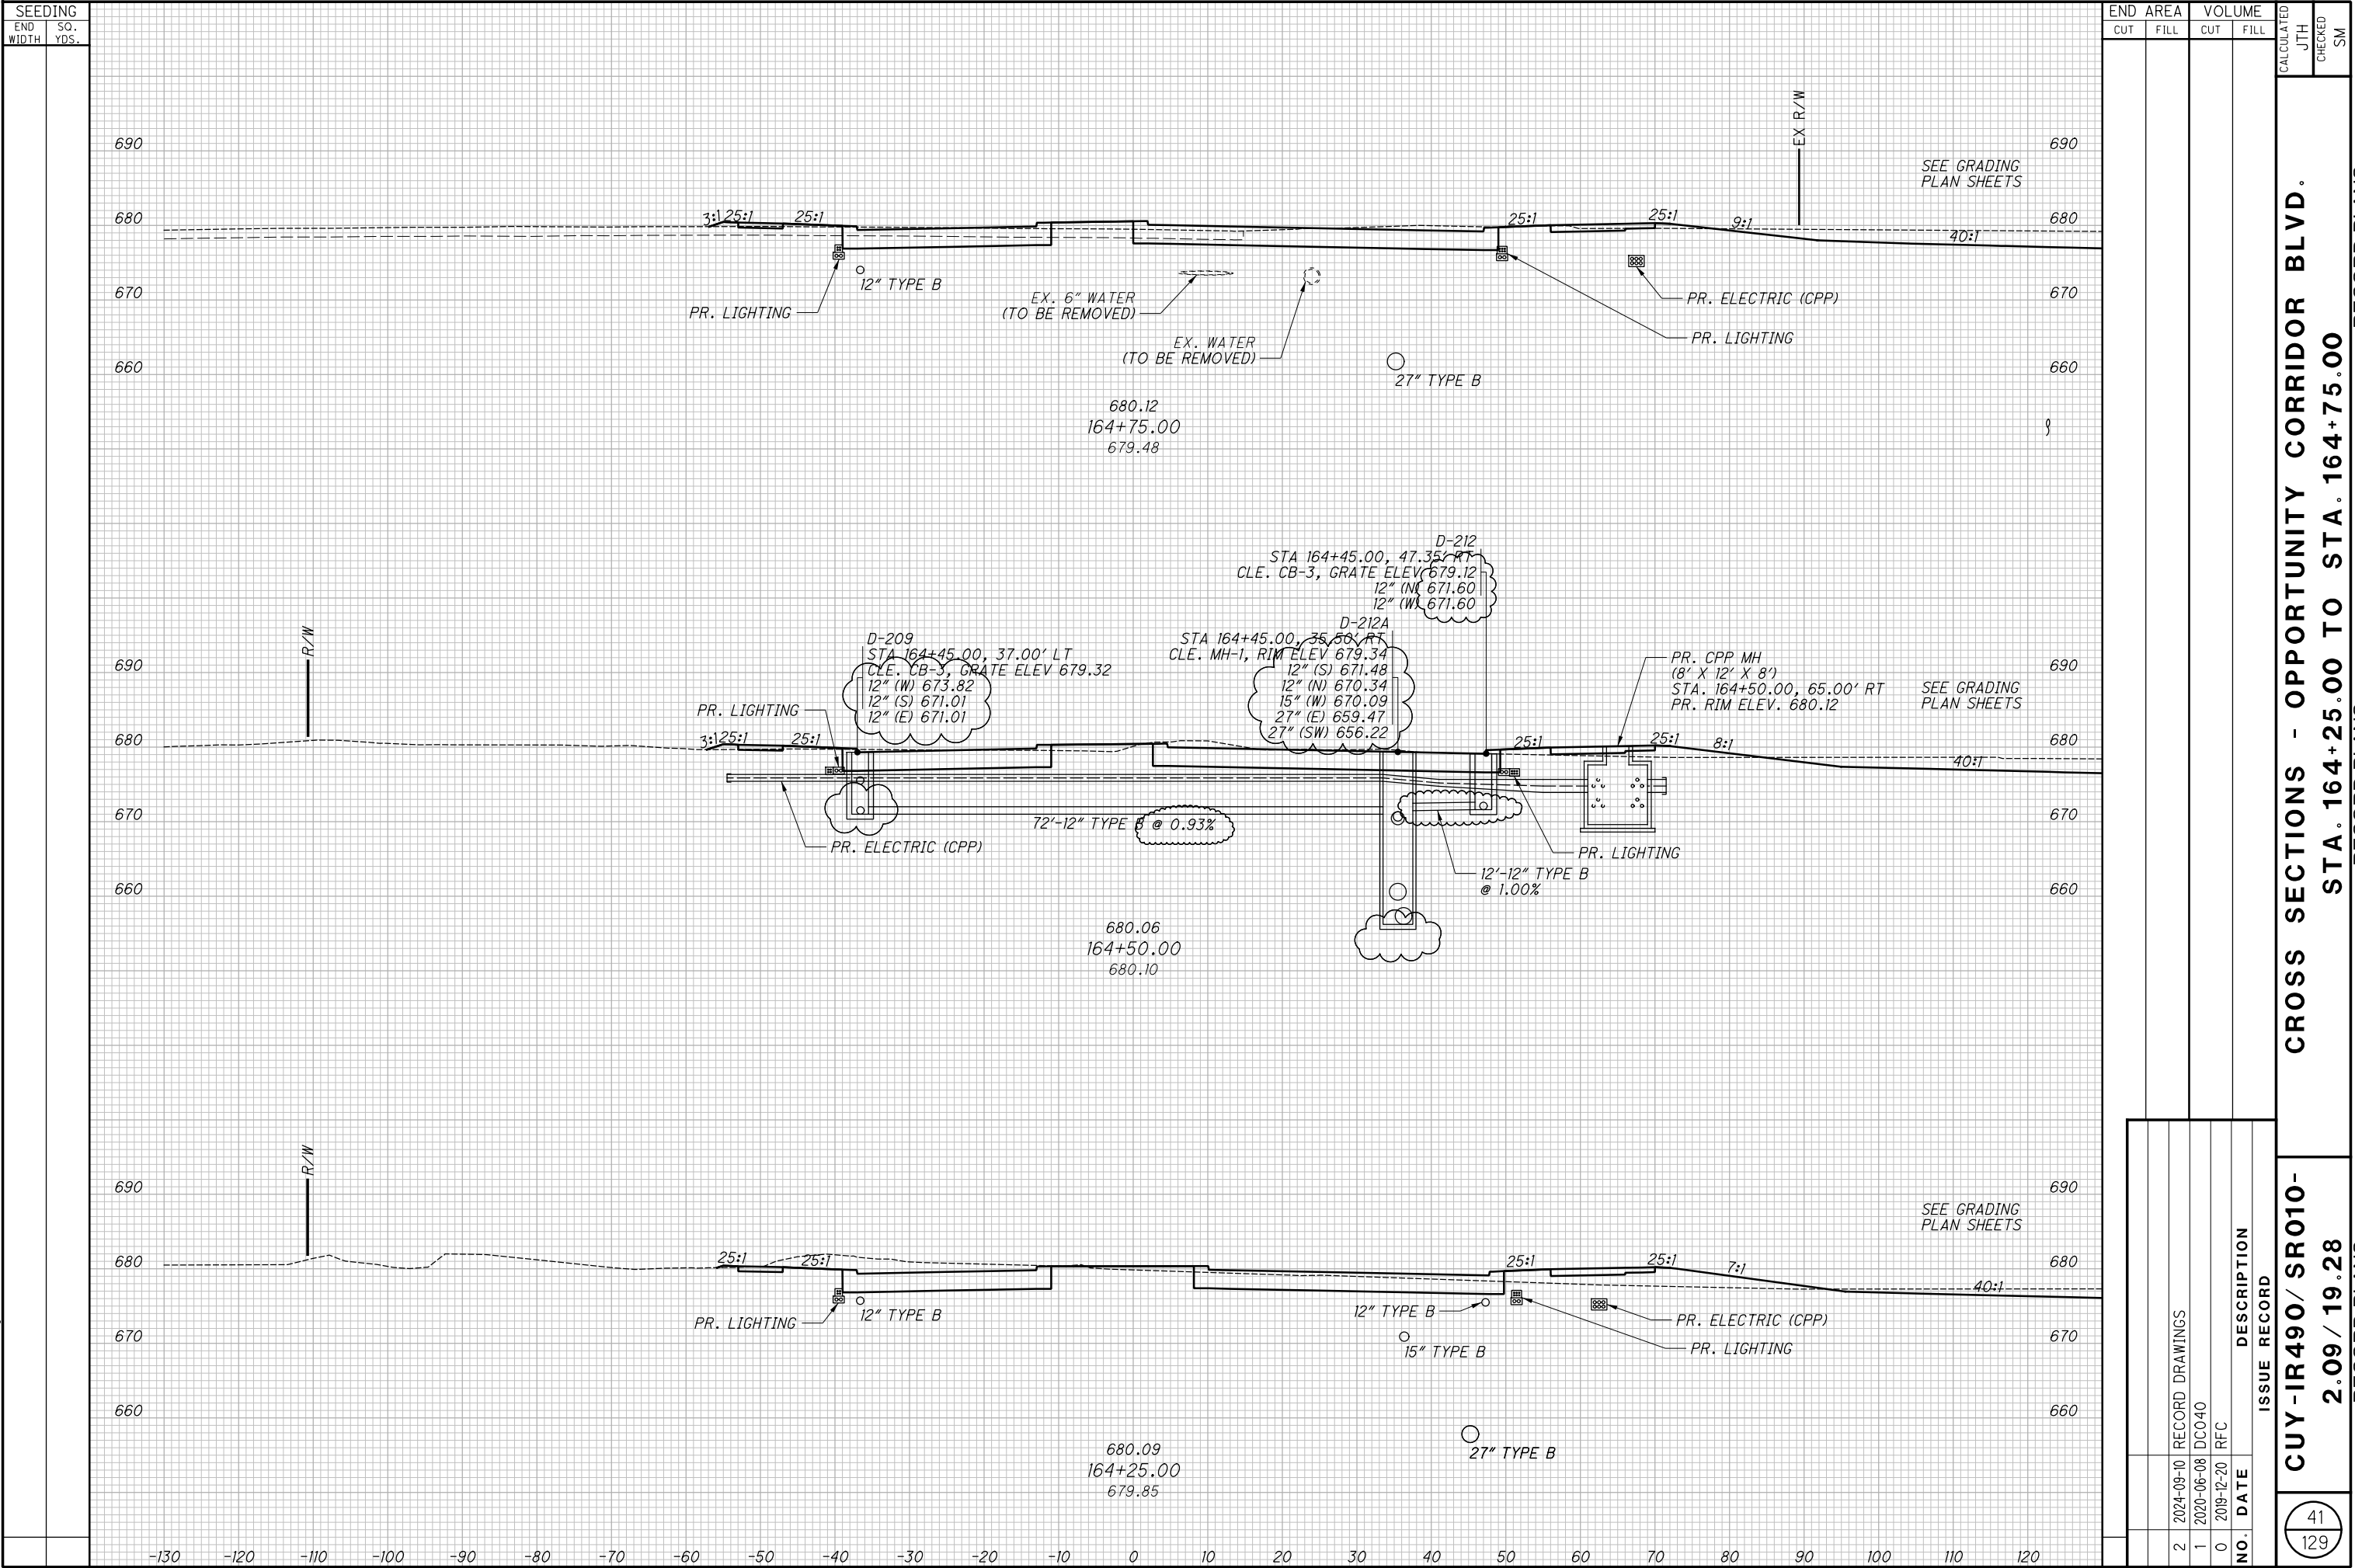 SEEDING
END WIDTH
SQ. YDS.
END AREA
VOLUME
CUT
FILL
CUT
FILL
CALCULATED
JTH
CHECKED
SM
EX R/W
690
690
SEE GRADING
PLAN SHEETS
680
3:1
25:1
25:1
25:1
25:1
9:1
40:1
680
12" TYPE B
PR. LIGHTING
670
EX. 6" WATER
(TO BE REMOVED)
EX. WATER
(TO BE REMOVED)
PR. ELECTRIC (CPP)
670
PR. LIGHTING
660
27" TYPE B
660
680.12
164+75.00
679.48
D-212
STA 164+45.00, 47.35' RT
CLE. CB-3, GRATE ELEV 679.12
12" (N) 671.60
12" (W) 671.60
D-212A
STA 164+45.00, 35.50' RT
CLE. MH-1, RIM ELEV 679.34
12" (S) 671.48
12" (N) 670.34
15" (W) 670.09
27" (E) 659.47
27" (SW) 656.22
D-209
STA 164+45.00, 37.00' LT
CLE. CB-3, GRATE ELEV 679.32
12" (W) 673.82
12" (S) 671.01
12" (E) 671.01
R/W
690
PR. LIGHTING
PR. CPP MH
(8' X 12' X 8')
STA. 164+50.00, 65.00' RT
PR. RIM ELEV. 680.12
690
SEE GRADING
PLAN SHEETS
680
3:1
25:1
25:1
25:1
25:1
8:1
40:1
680
670
72'-12" TYPE B @ 0.93%
670
PR. ELECTRIC (CPP)
PR. LIGHTING
12'-12" TYPE B
@ 1.00%
660
660
680.06
164+50.00
680.10
R/W
690
690
SEE GRADING
PLAN SHEETS
680
25:1
25:1
25:1
25:1
7:1
40:1
680
PR. LIGHTING
12" TYPE B
12" TYPE B
PR. ELECTRIC (CPP)
670
15" TYPE B
PR. LIGHTING
670
660
27" TYPE B
660
680.09
164+25.00
679.85
-130 -120 -110 -100 -90 -80 -70 -60 -50 -40 -30 -20 -10 0 10 20 30 40 50 60 70 80 90 100 110 120
CROSS SECTIONS - OPPORTUNITY CORRIDOR BLVD.
STA. 164+25.00 TO STA. 164+75.00
CUY-IR490/SR010-
2.09/19.28
2 2024-09-10 RECORD DRAWINGS
1 2020-06-08 DC040
0 2019-12-20 RFC
NO. DATE DESCRIPTION
ISSUE RECORD
41
129